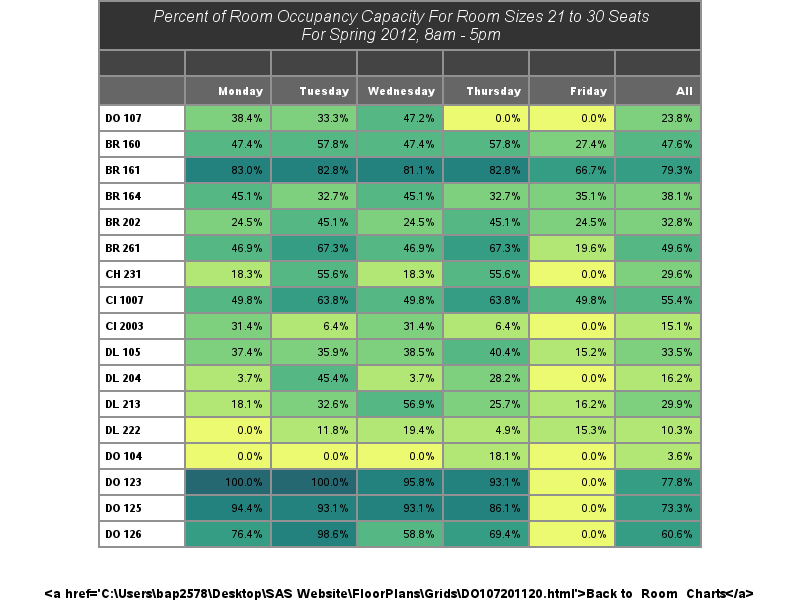 Percent of Room Occupancy Capacity For Room Sizes 21 to 30 Seats
For Spring 2012, 8am - 5pm
Monday Tuesday Wednesday Thursday Friday All
DO 107 38.4% 33.3% 47.2% 0.0% 0.0% 23.8%
BR 160 47.4% 57.8% 47.4% 57.8% 27.4% 47.6%
BR 161 83.0% 82.8% 81.1% 82.8% 66.7% 79.3%
BR 164 45.1% 32.7% 45.1% 32.7% 35.1% 38.1%
BR 202 24.5% 45.1% 24.5% 45.1% 24.5% 32.8%
BR 261 46.9% 67.3% 46.9% 67.3% 19.6% 49.6%
CH 231 18.3% 55.6% 18.3% 55.6% 0.0% 29.6%
CI 1007 49.8% 63.8% 49.8% 63.8% 49.8% 55.4%
CI 2003 31.4% 6.4% 31.4% 6.4% 0.0% 15.1%
DL 105 37.4% 35.9% 38.5% 40.4% 15.2% 33.5%
DL 204 3.7% 45.4% 3.7% 28.2% 0.0% 16.2%
DL 213 18.1% 32.6% 56.9% 25.7% 16.2% 29.9%
DL 222 0.0% 11.8% 19.4% 4.9% 15.3% 10.3%
DO 104 0.0% 0.0% 0.0% 18.1% 0.0% 3.6%
DO 123 100.0% 100.0% 95.8% 93.1% 0.0% 77.8%
DO 125 94.4% 93.1% 93.1% 86.1% 0.0% 73.3%
DO 126 76.4% 98.6% 58.8% 69.4% 0.0% 60.6%
<a href='C:\Users\bap2578\Desktop\SAS Website\FloorPlans\Grids\DO107201120.html'>Back to Room Charts</a>